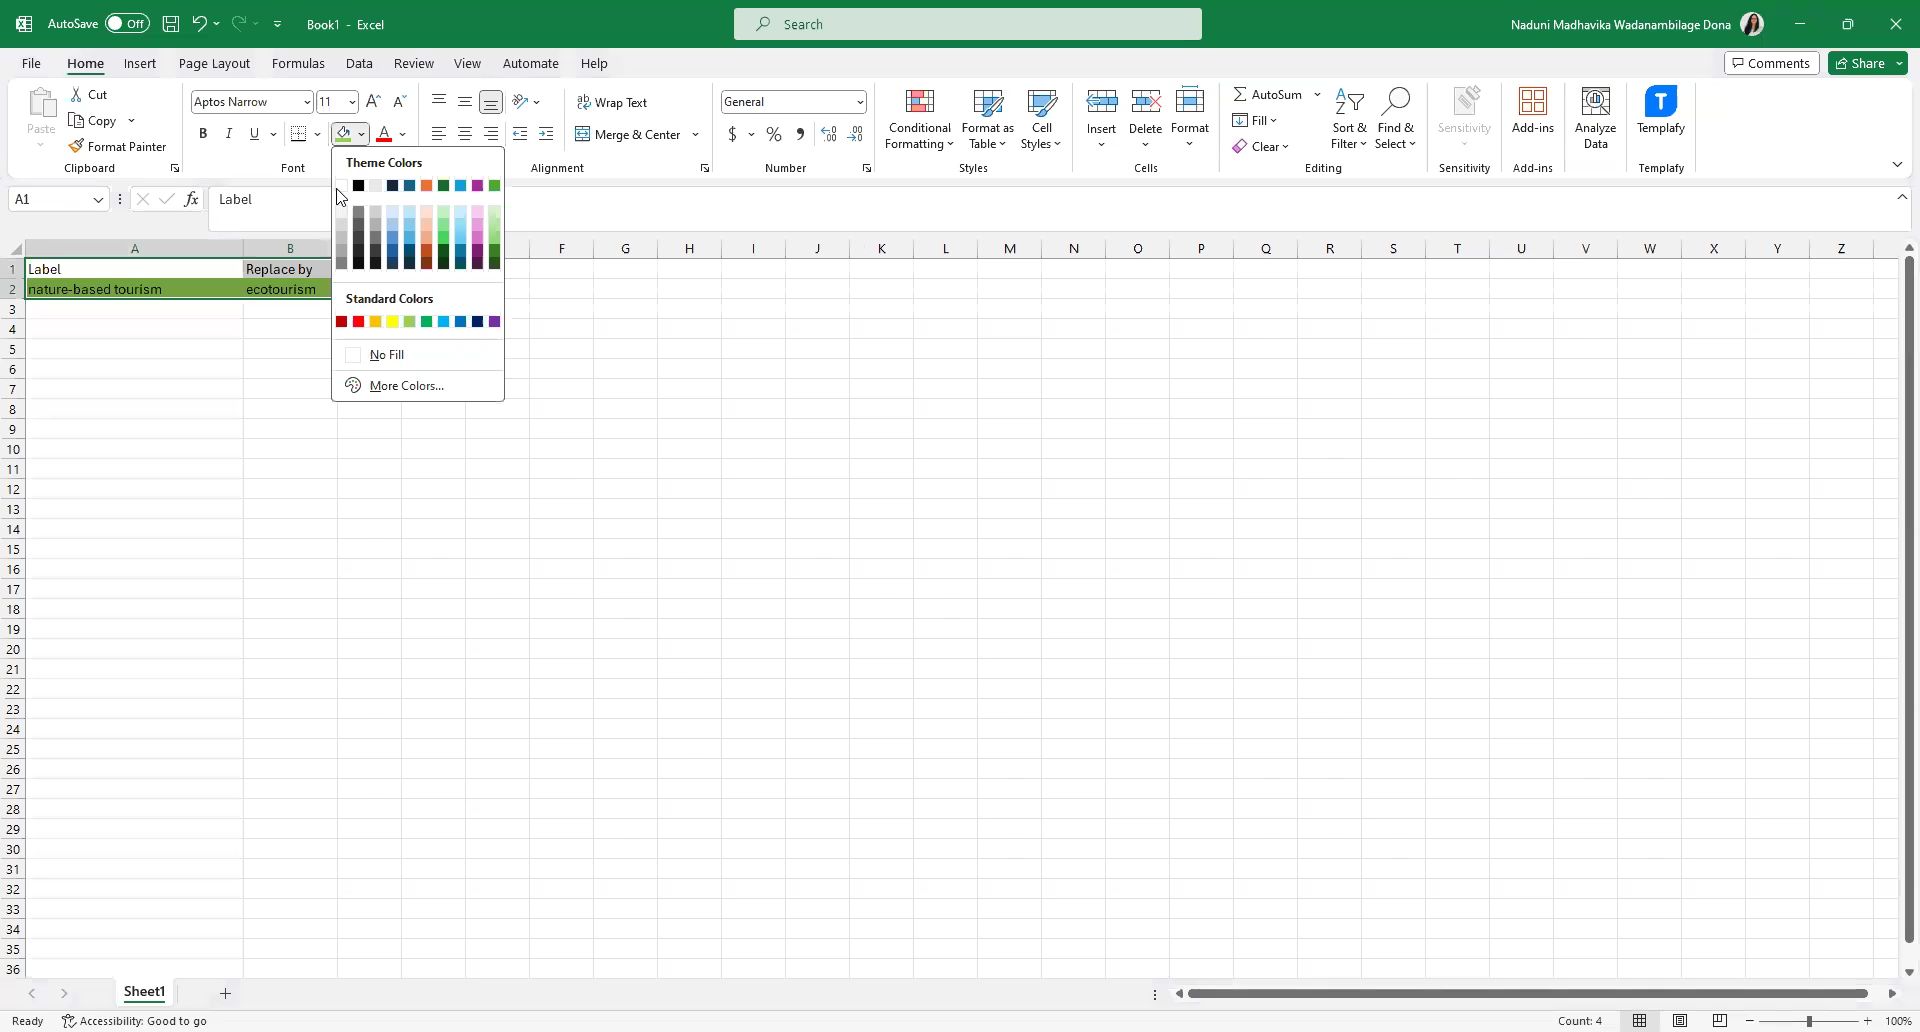 AutoSave Off Book1 - Excel Search Naduni Madhavika Wadanambilage Dona
File Home Insert Page Layout Formulas Data Review View Automate Help Comments Share
Paste
Cut
Copy
Format Painter
Clipboard
Aptos Narrow 11
B I U A
Font
ab Wrap Text
Merge & Center
Alignment
General
$ % ,
Number
Conditional Formatting
Format as Table
Cell Styles
Styles
Insert
Delete
Format
Cells
AutoSum
Fill
Clear
Sort & Filter
Find & Select
Editing
Sensitivity
Sensitivity
Add-ins
Add-ins
Analyze Data
Templafy
Templafy
A1 fx Label
Theme Colors
Standard Colors
No Fill
More Colors...
A B F G H I J K L M N O P Q R S T U V W X Y Z
1 Label Replace by
2 nature-based tourism ecotourism
3
4
5
6
7
8
9
10
11
12
13
14
15
16
17
18
19
20
21
22
23
24
25
26
27
28
29
30
31
32
33
34
35
36
Sheet1
Ready Accessibility: Good to go Count: 4 100%